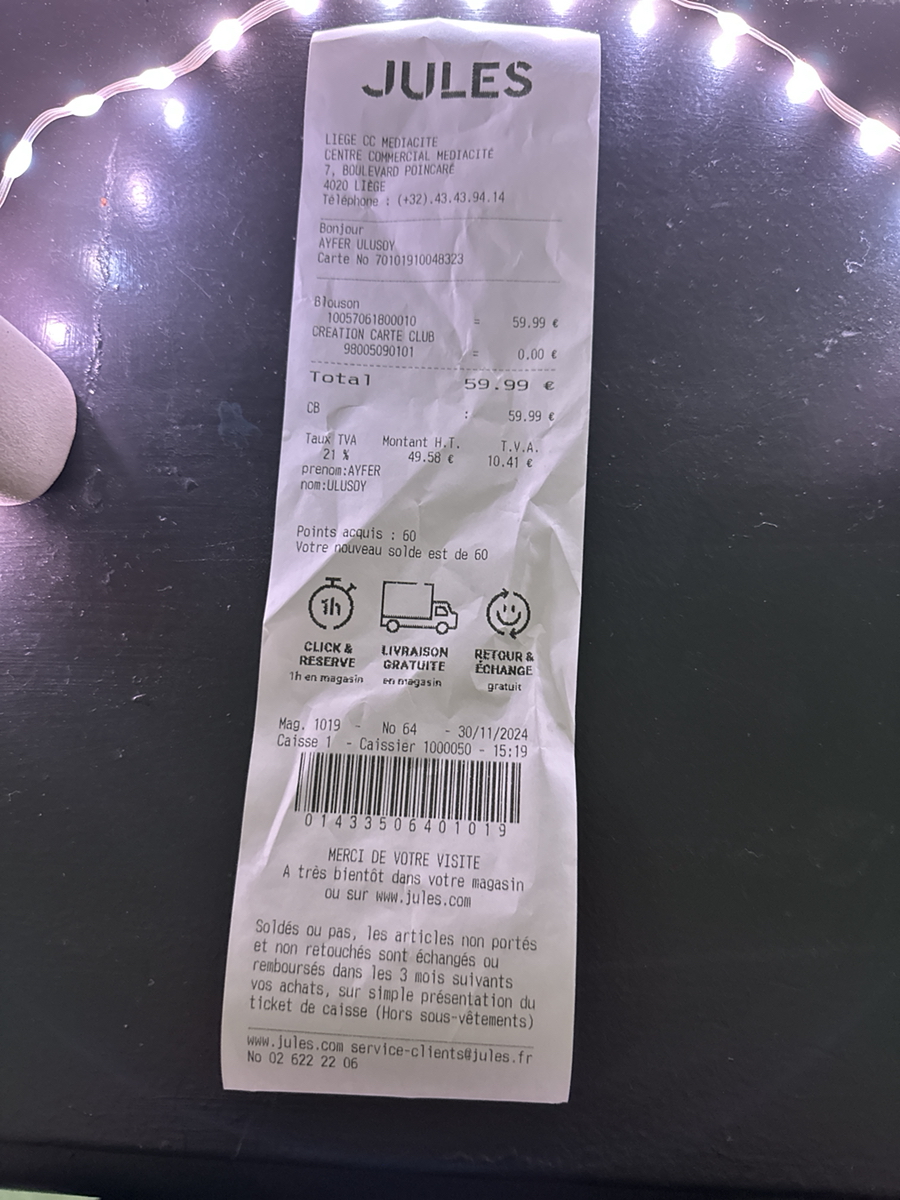 JULES
LIEGE CC MEDIACITE
CENTRE COMMERCIAL MEDIACITÉ
7, BOULEVARD POINCARÉ
4020 LIÈGE
Téléphone : (+32).43.43.94.14
Bonjour
AYFER ULUSOY
Carte No 70101910048323
Blouson
10057061800010 = 59.99 €
CREATION CARTE CLUB
98005090101 = 0.00 €
Total 59.99 €
CB : 59.99 €
Taux TVA Montant H.T. T.V.A.
21 % 49.58 € 10.41 €
prenom:AYFER
nom:ULUSOY
Points acquis : 60
Votre nouveau solde est de 60
1h
CLICK & RESERVE
1h en magasin
LIVRAISON GRATUITE
en magasin
RETOUR & ÉCHANGE
gratuit
Mag. 1019 - No 64 - 30/11/2024
Caisse 1 - Caissier 1000050 - 15:19
01433506401019
MERCI DE VOTRE VISITE
A très bientôt dans votre magasin
ou sur www.jules.com
Soldés ou pas, les articles non portés
et non retouchés sont échangés ou
remboursés dans les 3 mois suivants
vos achats, sur simple présentation du
ticket de caisse (Hors sous-vêtements)
www.jules.com service-clients@jules.fr
No 02 622 22 06